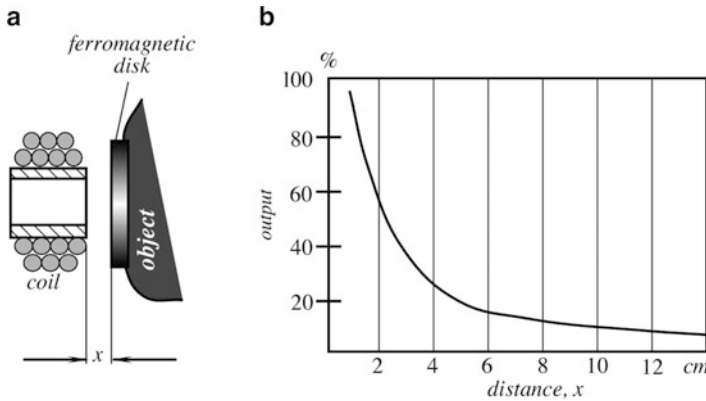 a
ferromagnetic
disk
object
coil
x
b
%
100
80
60
40
20
output
2 4 6 8 10 12 cm
distance, x